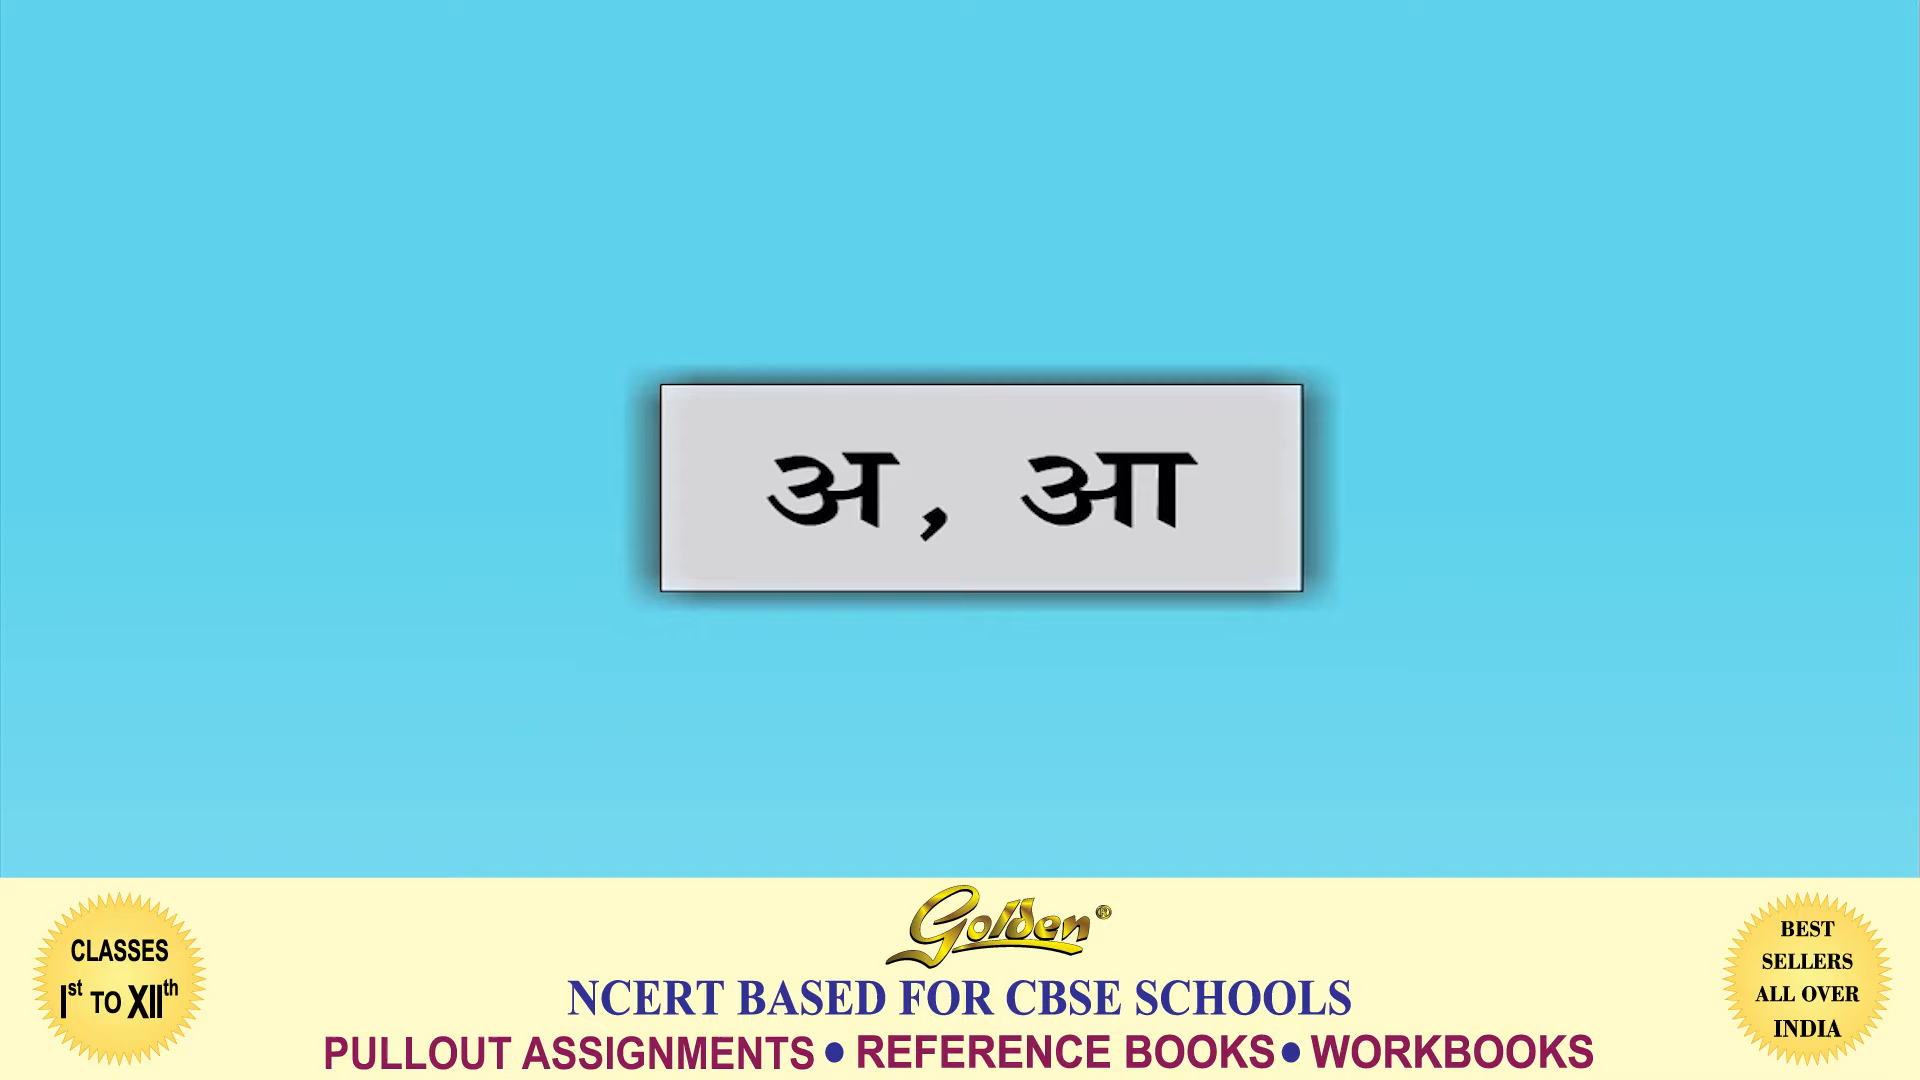 अ, आ
Golden®
NCERT BASED FOR CBSE SCHOOLS
PULLOUT ASSIGNMENTS • REFERENCE BOOKS • WORKBOOKS
CLASSES
Ist TO XIIth
BEST
SELLERS
ALL OVER
INDIA